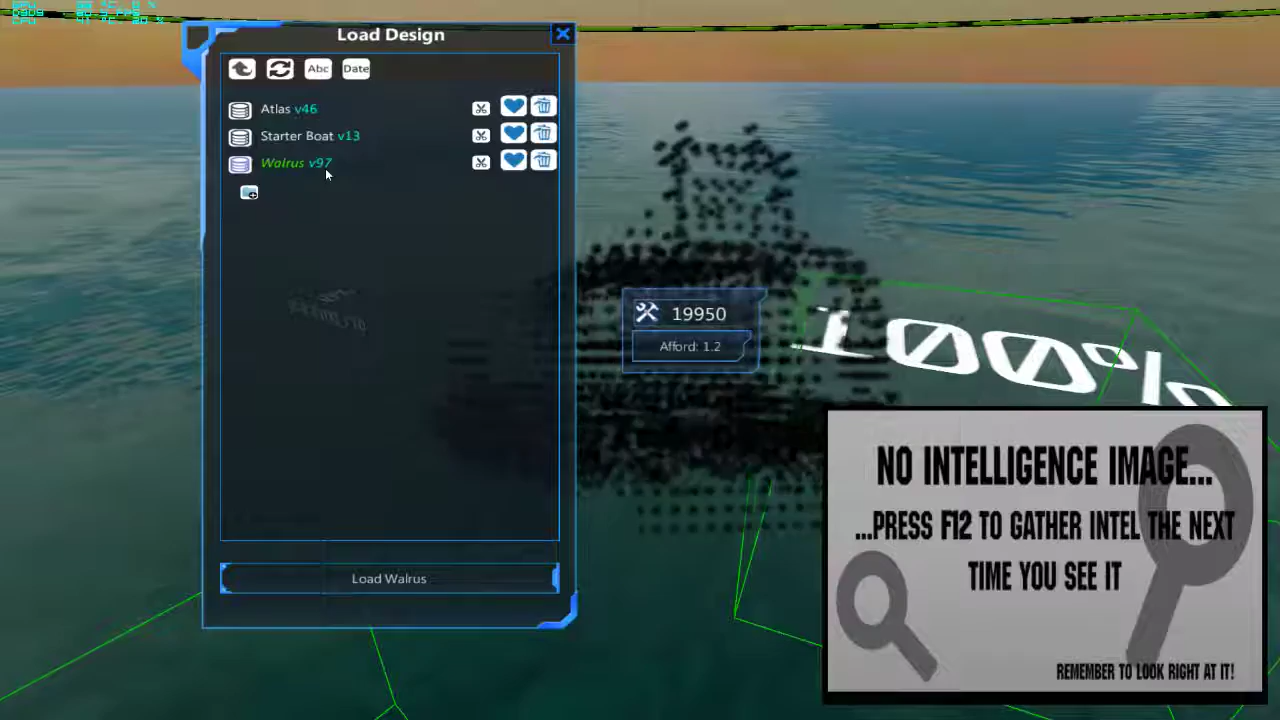 Load Design
Abc Date
Atlas v46
Starter Boat v13
Walrus v97
19950
Afford: 1.2
100%
Load Walrus
NO INTELLIGENCE IMAGE...
...PRESS F12 TO GATHER INTEL THE NEXT
TIME YOU SEE IT
REMEMBER TO LOOK RIGHT AT IT!